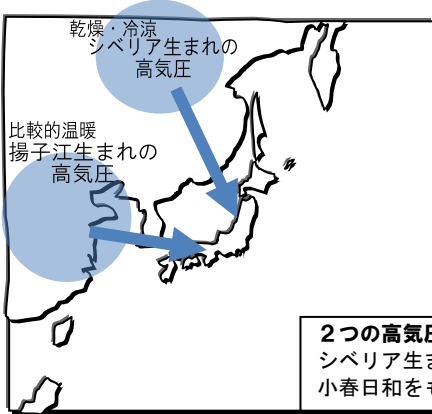 乾燥・冷涼
シベリア生まれの
高気圧
比較的温暖
揚子江生まれの
高気圧
２つの高気圧
シベリア生ま
小春日和をも